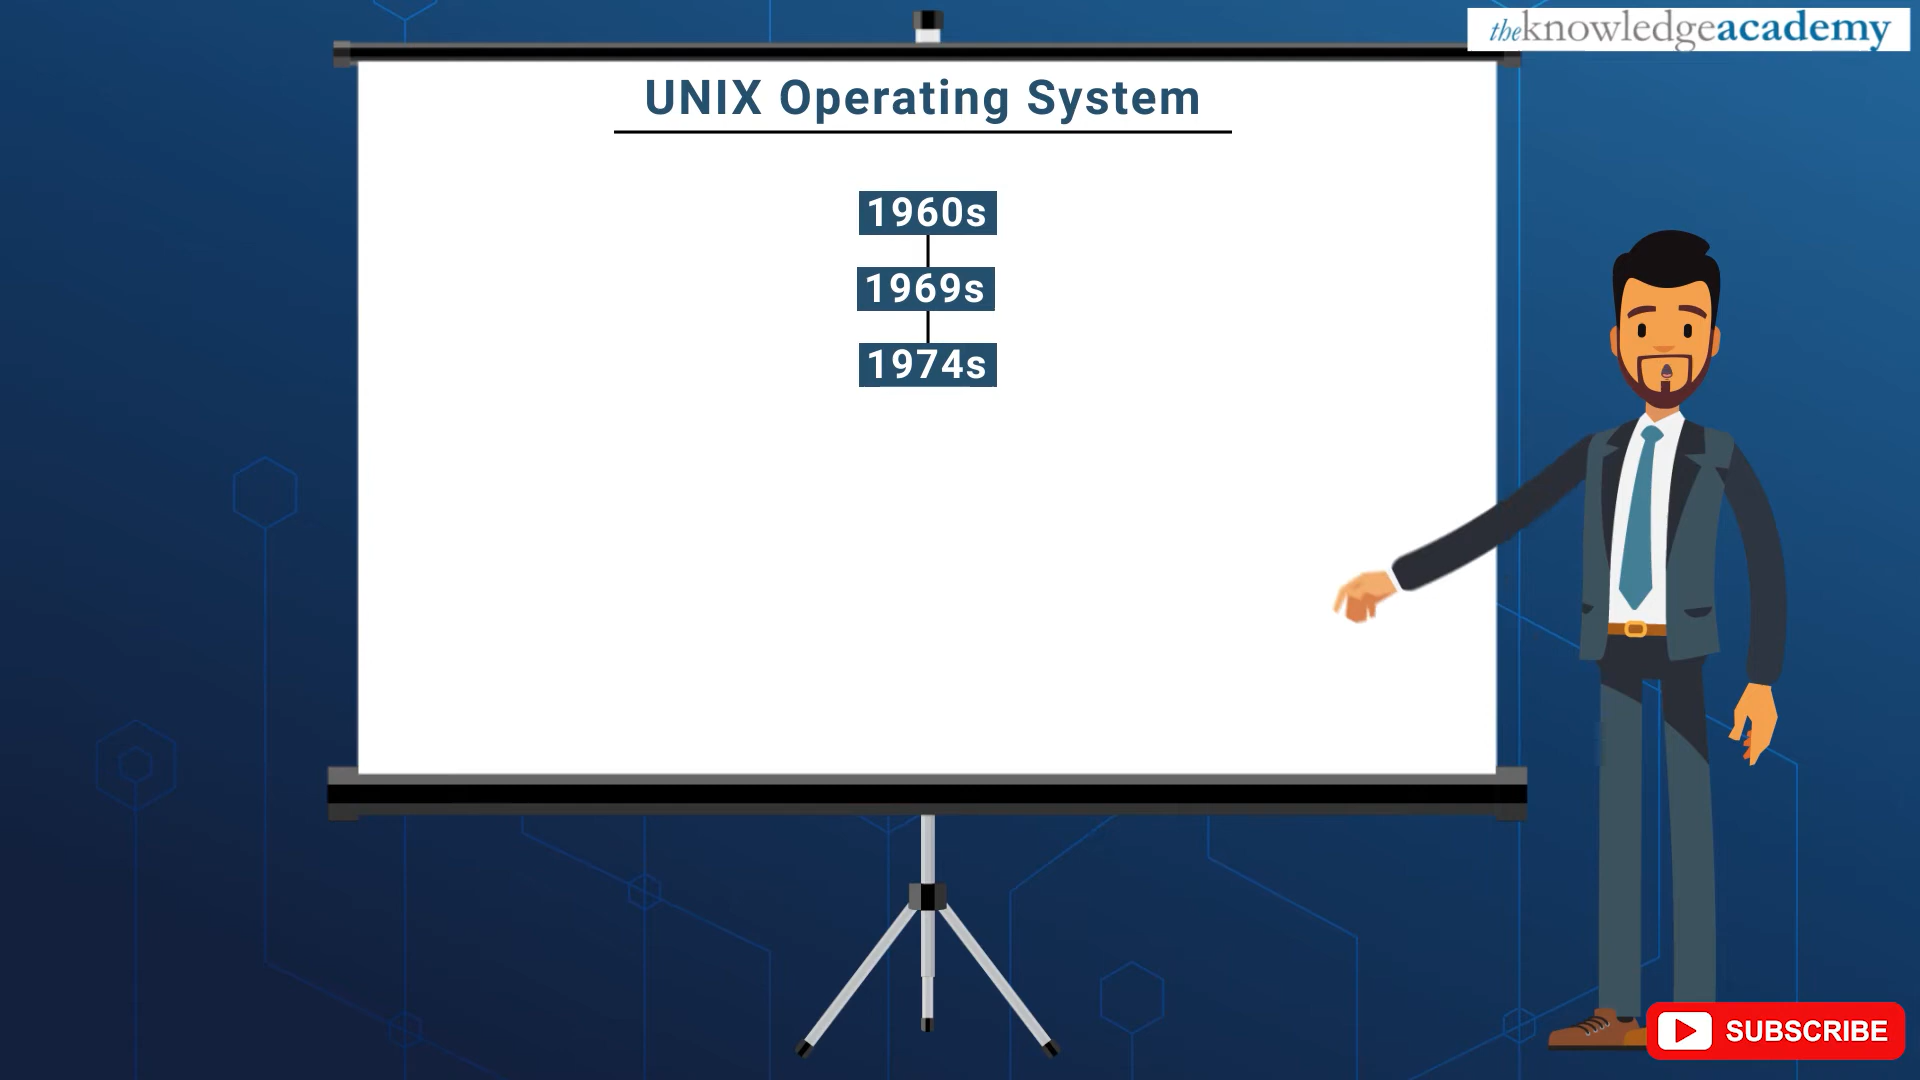 theknowledgeacademy
UNIX Operating System
1960s
1969s
1974s
SUBSCRIBE